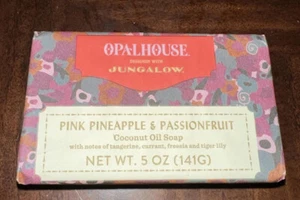 OPALHOUSE
DESIGNED WITH
JUNGALOW.
PINK PINEAPPLE & PASSIONFRUIT
Coconut Oil Soap
with notes of tangerine, currant, freesia and tiger lily
NET WT. 5 OZ (141G)